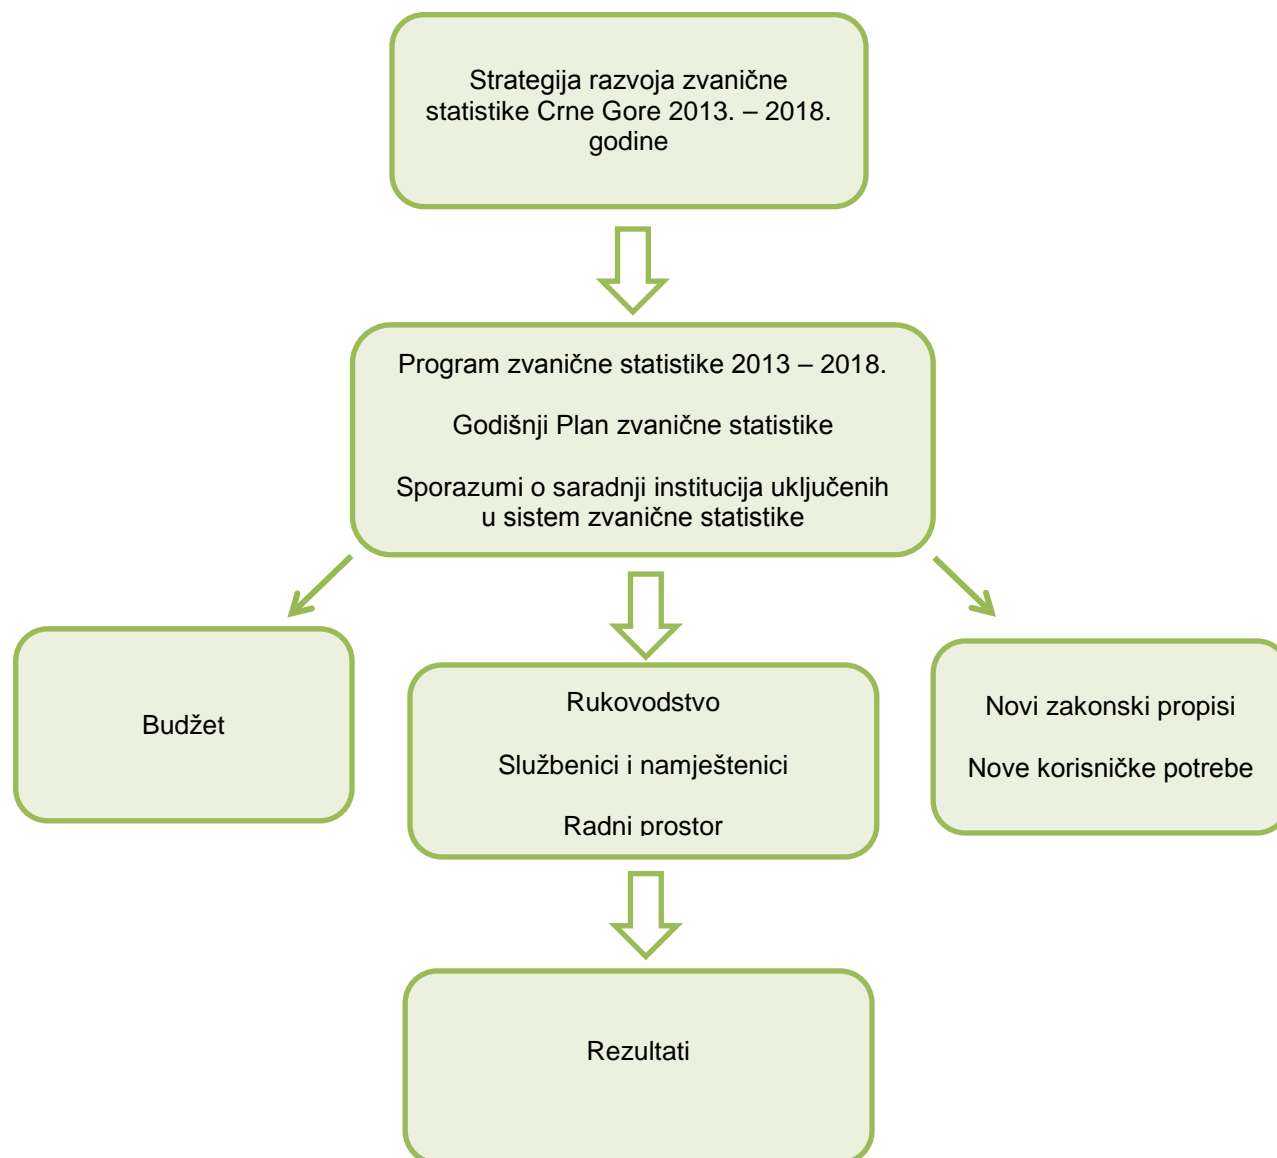 Strategija razvoja zvanične
statistike Crne Gore 2013. – 2018.
godine
Program zvanične statistike 2013 – 2018.
Godišnji Plan zvanične statistike
Sporazumi o saradnji institucija uključenih
u sistem zvanične statistike
Budžet
Rukovodstvo
Službenici i namještenici
Radni prostor
Novi zakonski propisi
Nove korisničke potrebe
Rezultati